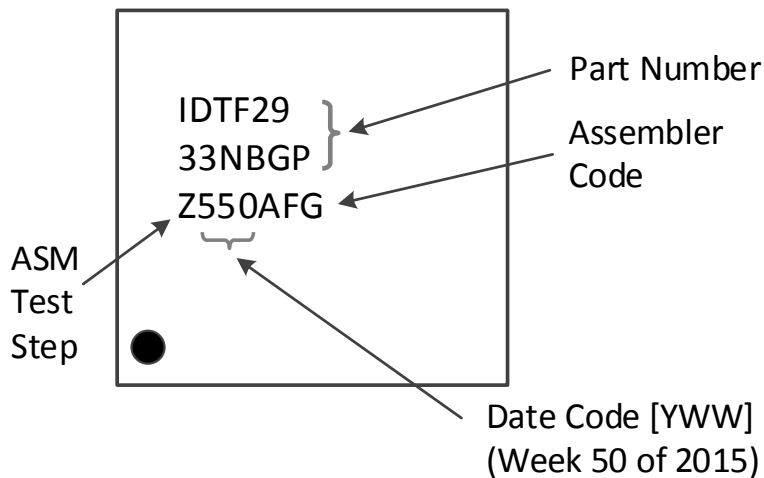 IDTF29
33NBGP
Z550AFG
Part Number
Assembler
Code
ASM
Test
Step
Date Code [YWW]
(Week 50 of 2015)